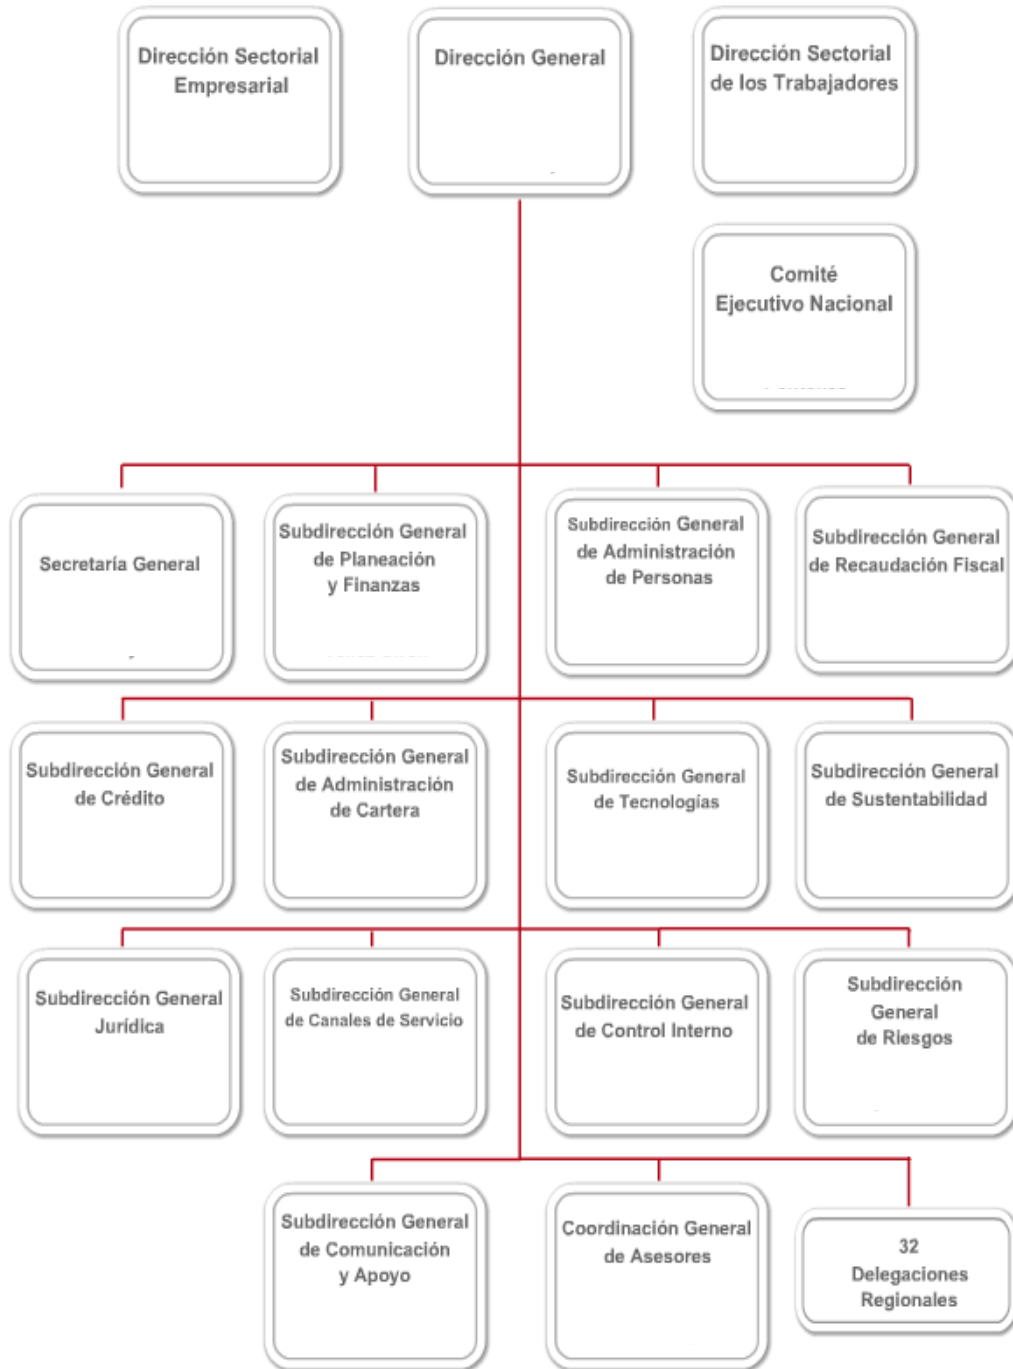 Dirección Sectorial
Empresarial
Dirección General
Dirección Sectorial
de los Trabajadores
Comité
Ejecutivo Nacional
Secretaría General
Subdirección General
de Planeación
y Finanzas
Subdirección General
de Administración
de Personas
Subdirección General
de Recaudación Fiscal
Subdirección General
de Crédito
Subdirección General
de Administración
de Cartera
Subdirección General
de Tecnologías
Subdirección General
de Sustentabilidad
Subdirección General
Jurídica
Subdirección General
de Canales de Servicio
Subdirección General
de Control Interno
Subdirección
General
de Riesgos
Subdirección General
de Comunicación
y Apoyo
Coordinación General
de Asesores
32
Delegaciones
Regionales